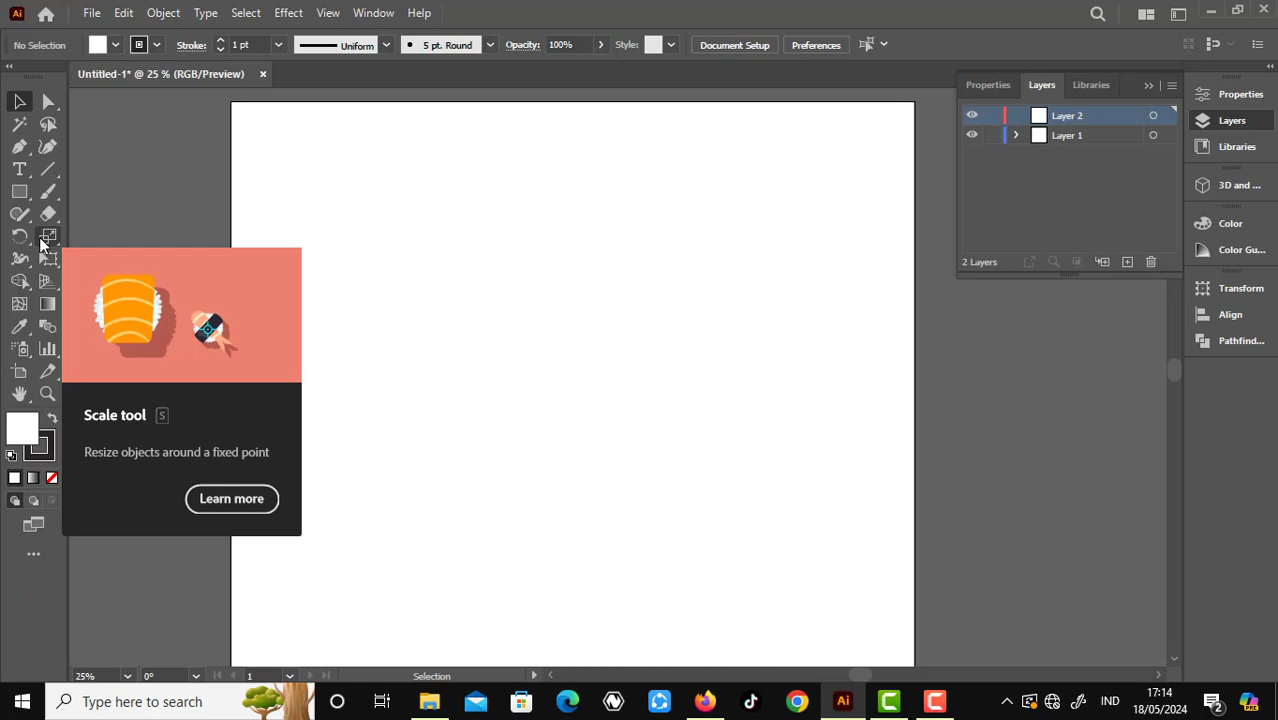 Ai File Edit Object Type Select Effect View Window Help
No Selection Stroke: 1 pt Uniform 5 pt. Round Opacity: 100% Style: Document Setup Preferences
Untitled-1* @ 25 % (RGB/Preview) ×
Properties Layers Libraries
Layer 2
Layer 1
2 Layers
Properties
Layers
Libraries
3D and ...
Color
Color Gu...
Transform
Align
Pathfind...
T
Scale tool S
Resize objects around a fixed point
Learn more
25% 0° 1 Selection
Type here to search
Ai
IND
17:14
18/05/2024
2
PRE